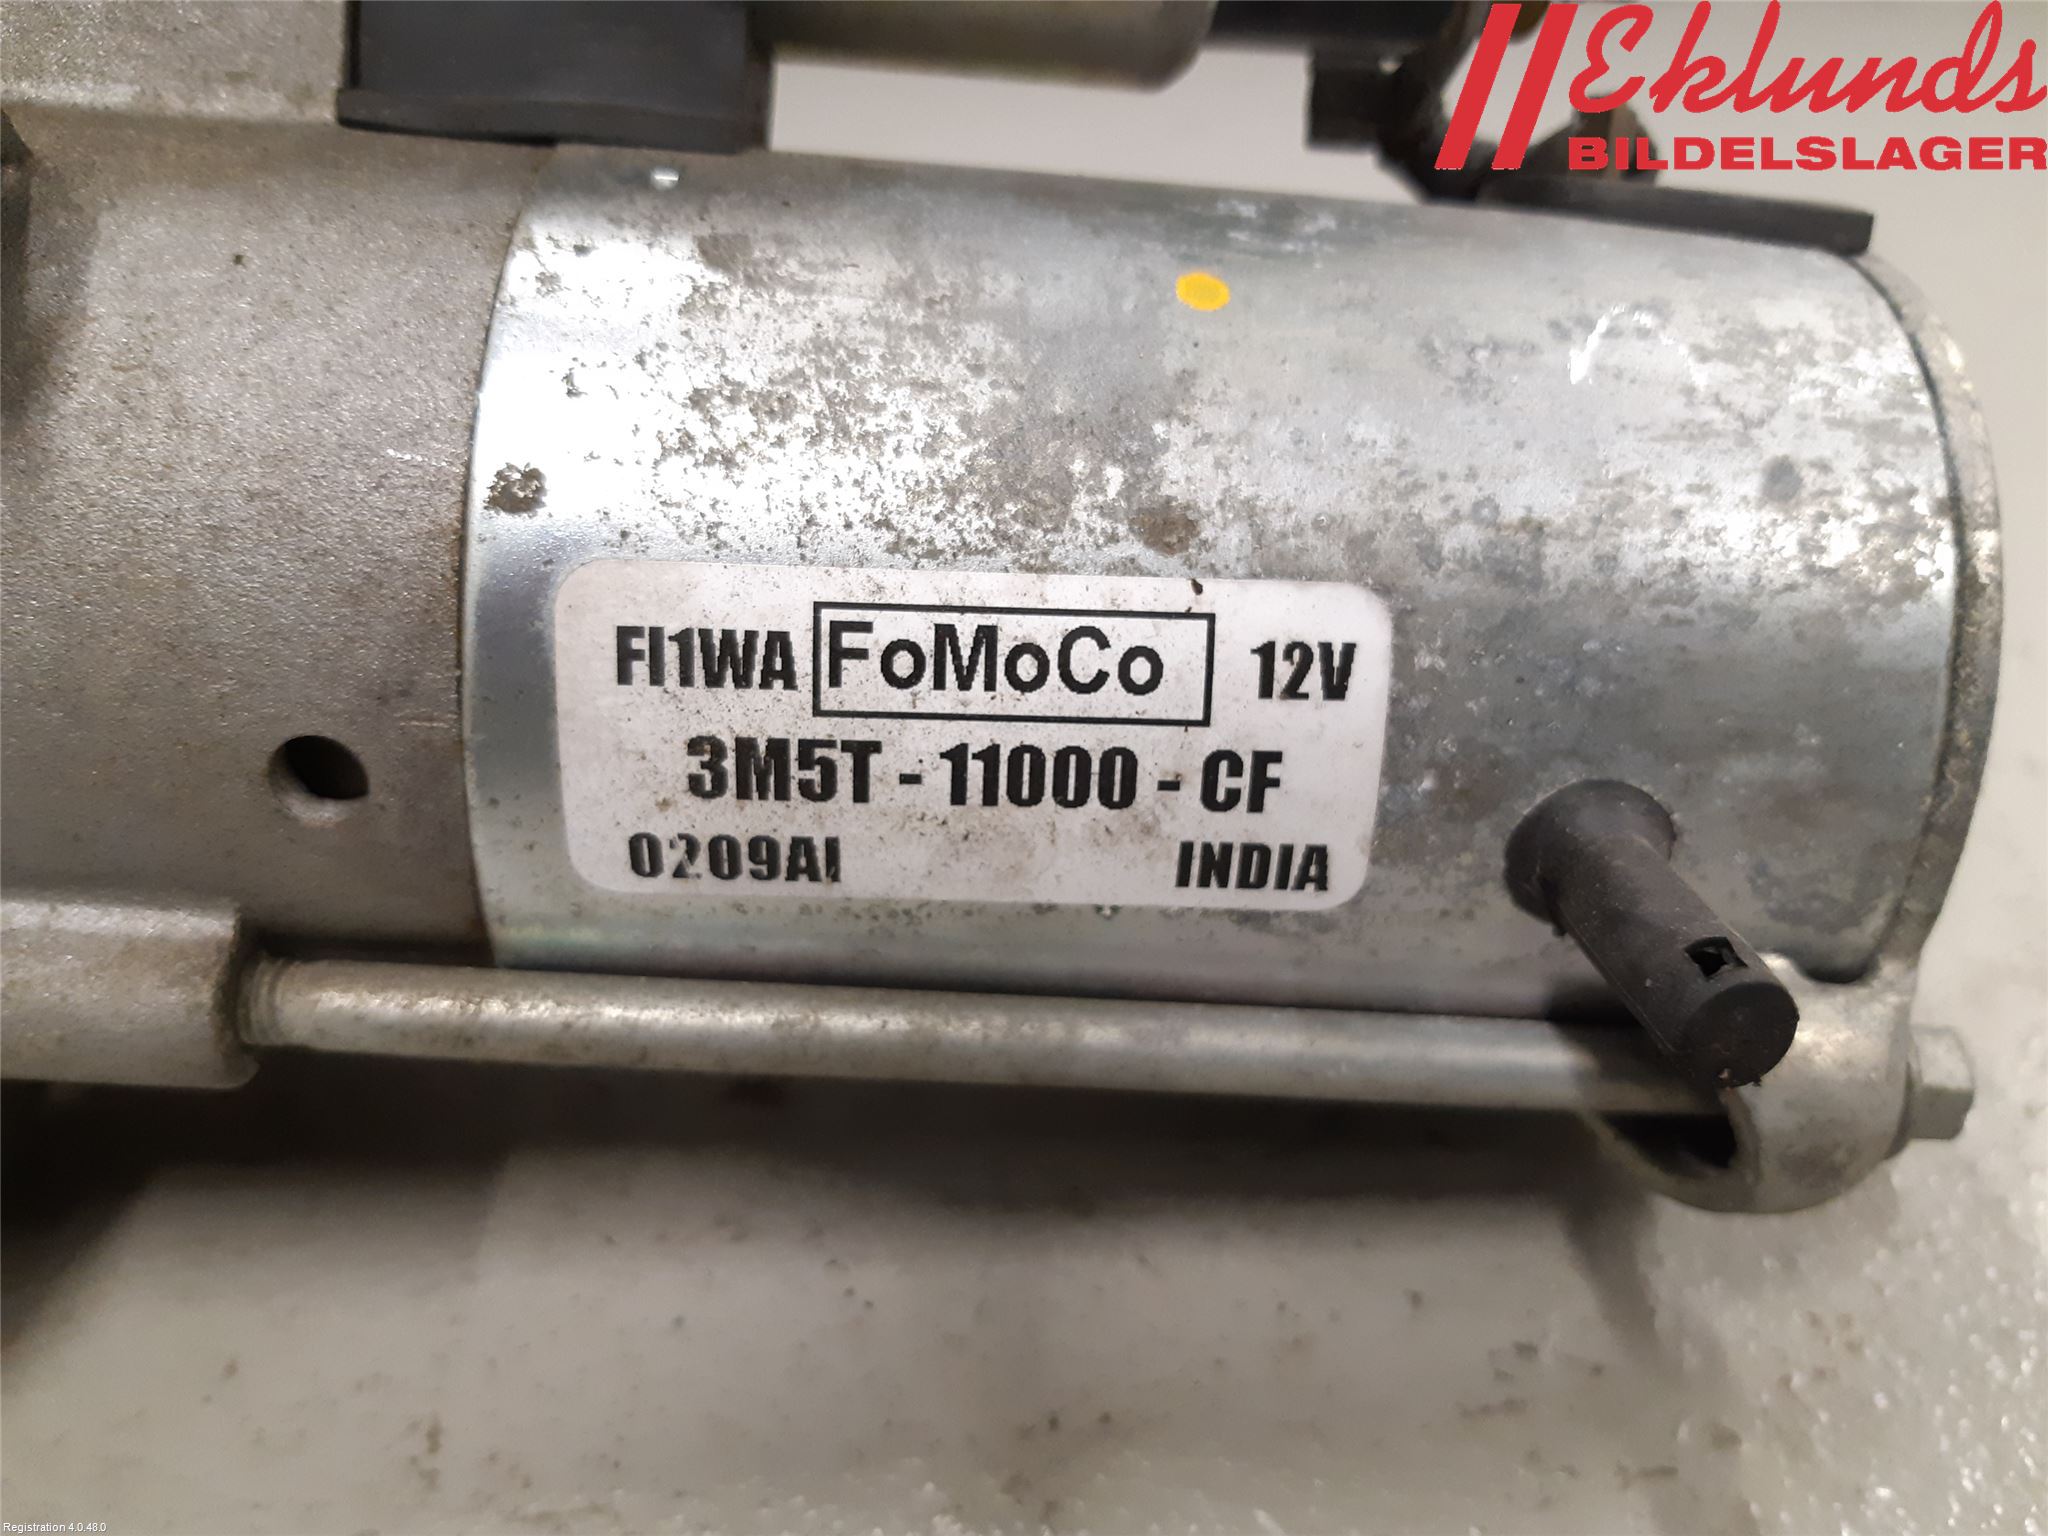 Eklunds
BILDELSLAGER
FI1WA FoMoCo 12V
3M5T - 11000 - CF
0209AI INDIA
Registration 4.0.48.0